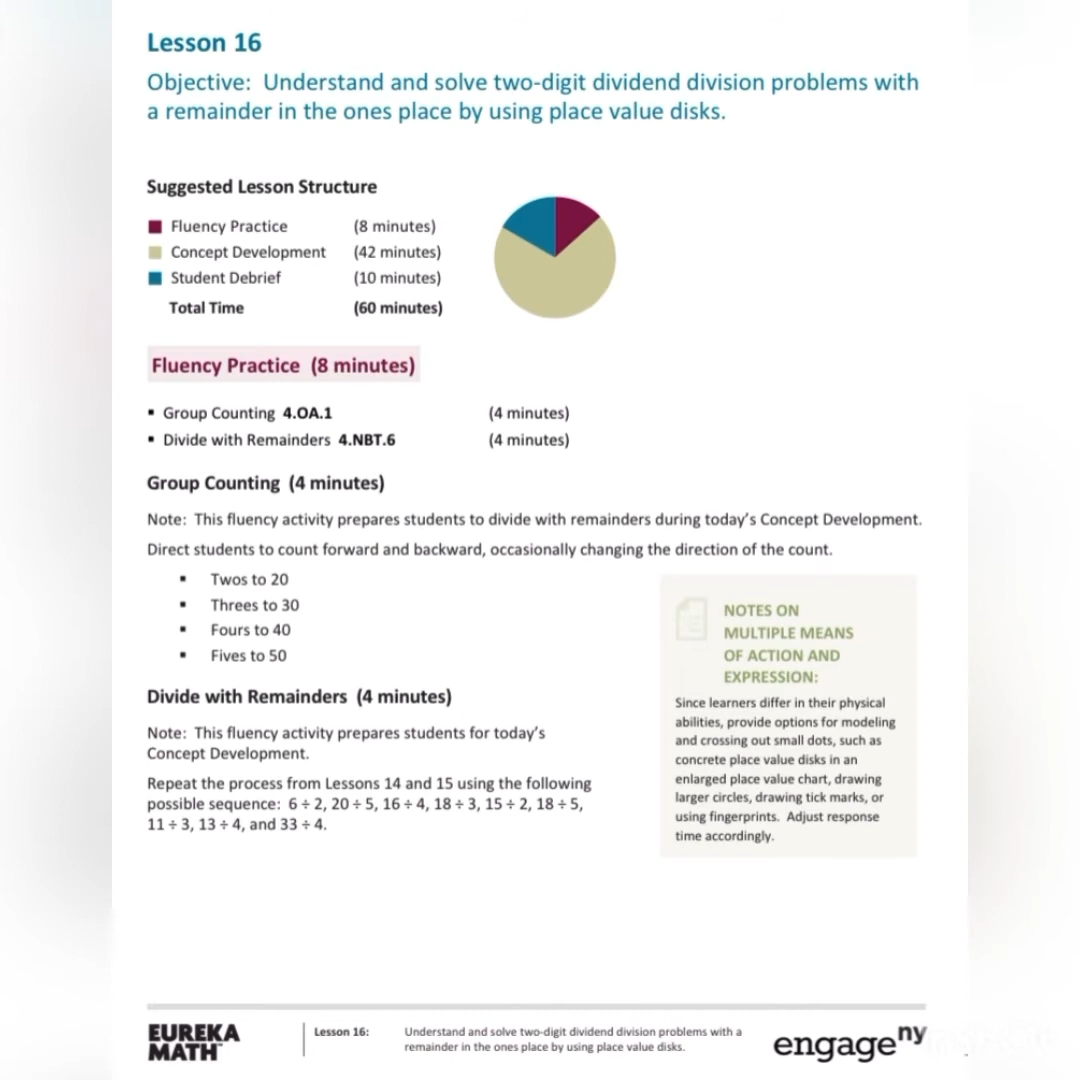 Lesson 16
Objective:  Understand and solve two-digit dividend division problems with
a remainder in the ones place by using place value disks.
Suggested Lesson Structure
Fluency Practice (8 minutes)
Concept Development (42 minutes)
Student Debrief (10 minutes)
Total Time (60 minutes)
Fluency Practice  (8 minutes)
▪ Group Counting  4.OA.1 (4 minutes)
▪ Divide with Remainders  4.NBT.6 (4 minutes)
Group Counting  (4 minutes)
Note:  This fluency activity prepares students to divide with remainders during today's Concept Development.
Direct students to count forward and backward, occasionally changing the direction of the count.
▪ Twos to 20
▪ Threes to 30
▪ Fours to 40
▪ Fives to 50
Divide with Remainders  (4 minutes)
Note:  This fluency activity prepares students for today's
Concept Development.
Repeat the process from Lessons 14 and 15 using the following
possible sequence:  6 ÷ 2, 20 ÷ 5, 16 ÷ 4, 18 ÷ 3, 15 ÷ 2, 18 ÷ 5,
11 ÷ 3, 13 ÷ 4, and 33 ÷ 4.
NOTES ON
MULTIPLE MEANS
OF ACTION AND
EXPRESSION:
Since learners differ in their physical
abilities, provide options for modeling
and crossing out small dots, such as
concrete place value disks in an
enlarged place value chart, drawing
larger circles, drawing tick marks, or
using fingerprints.  Adjust response
time accordingly.
EUREKA
MATH™
Lesson 16:
Understand and solve two-digit dividend division problems with a
remainder in the ones place by using place value disks.
engage ny